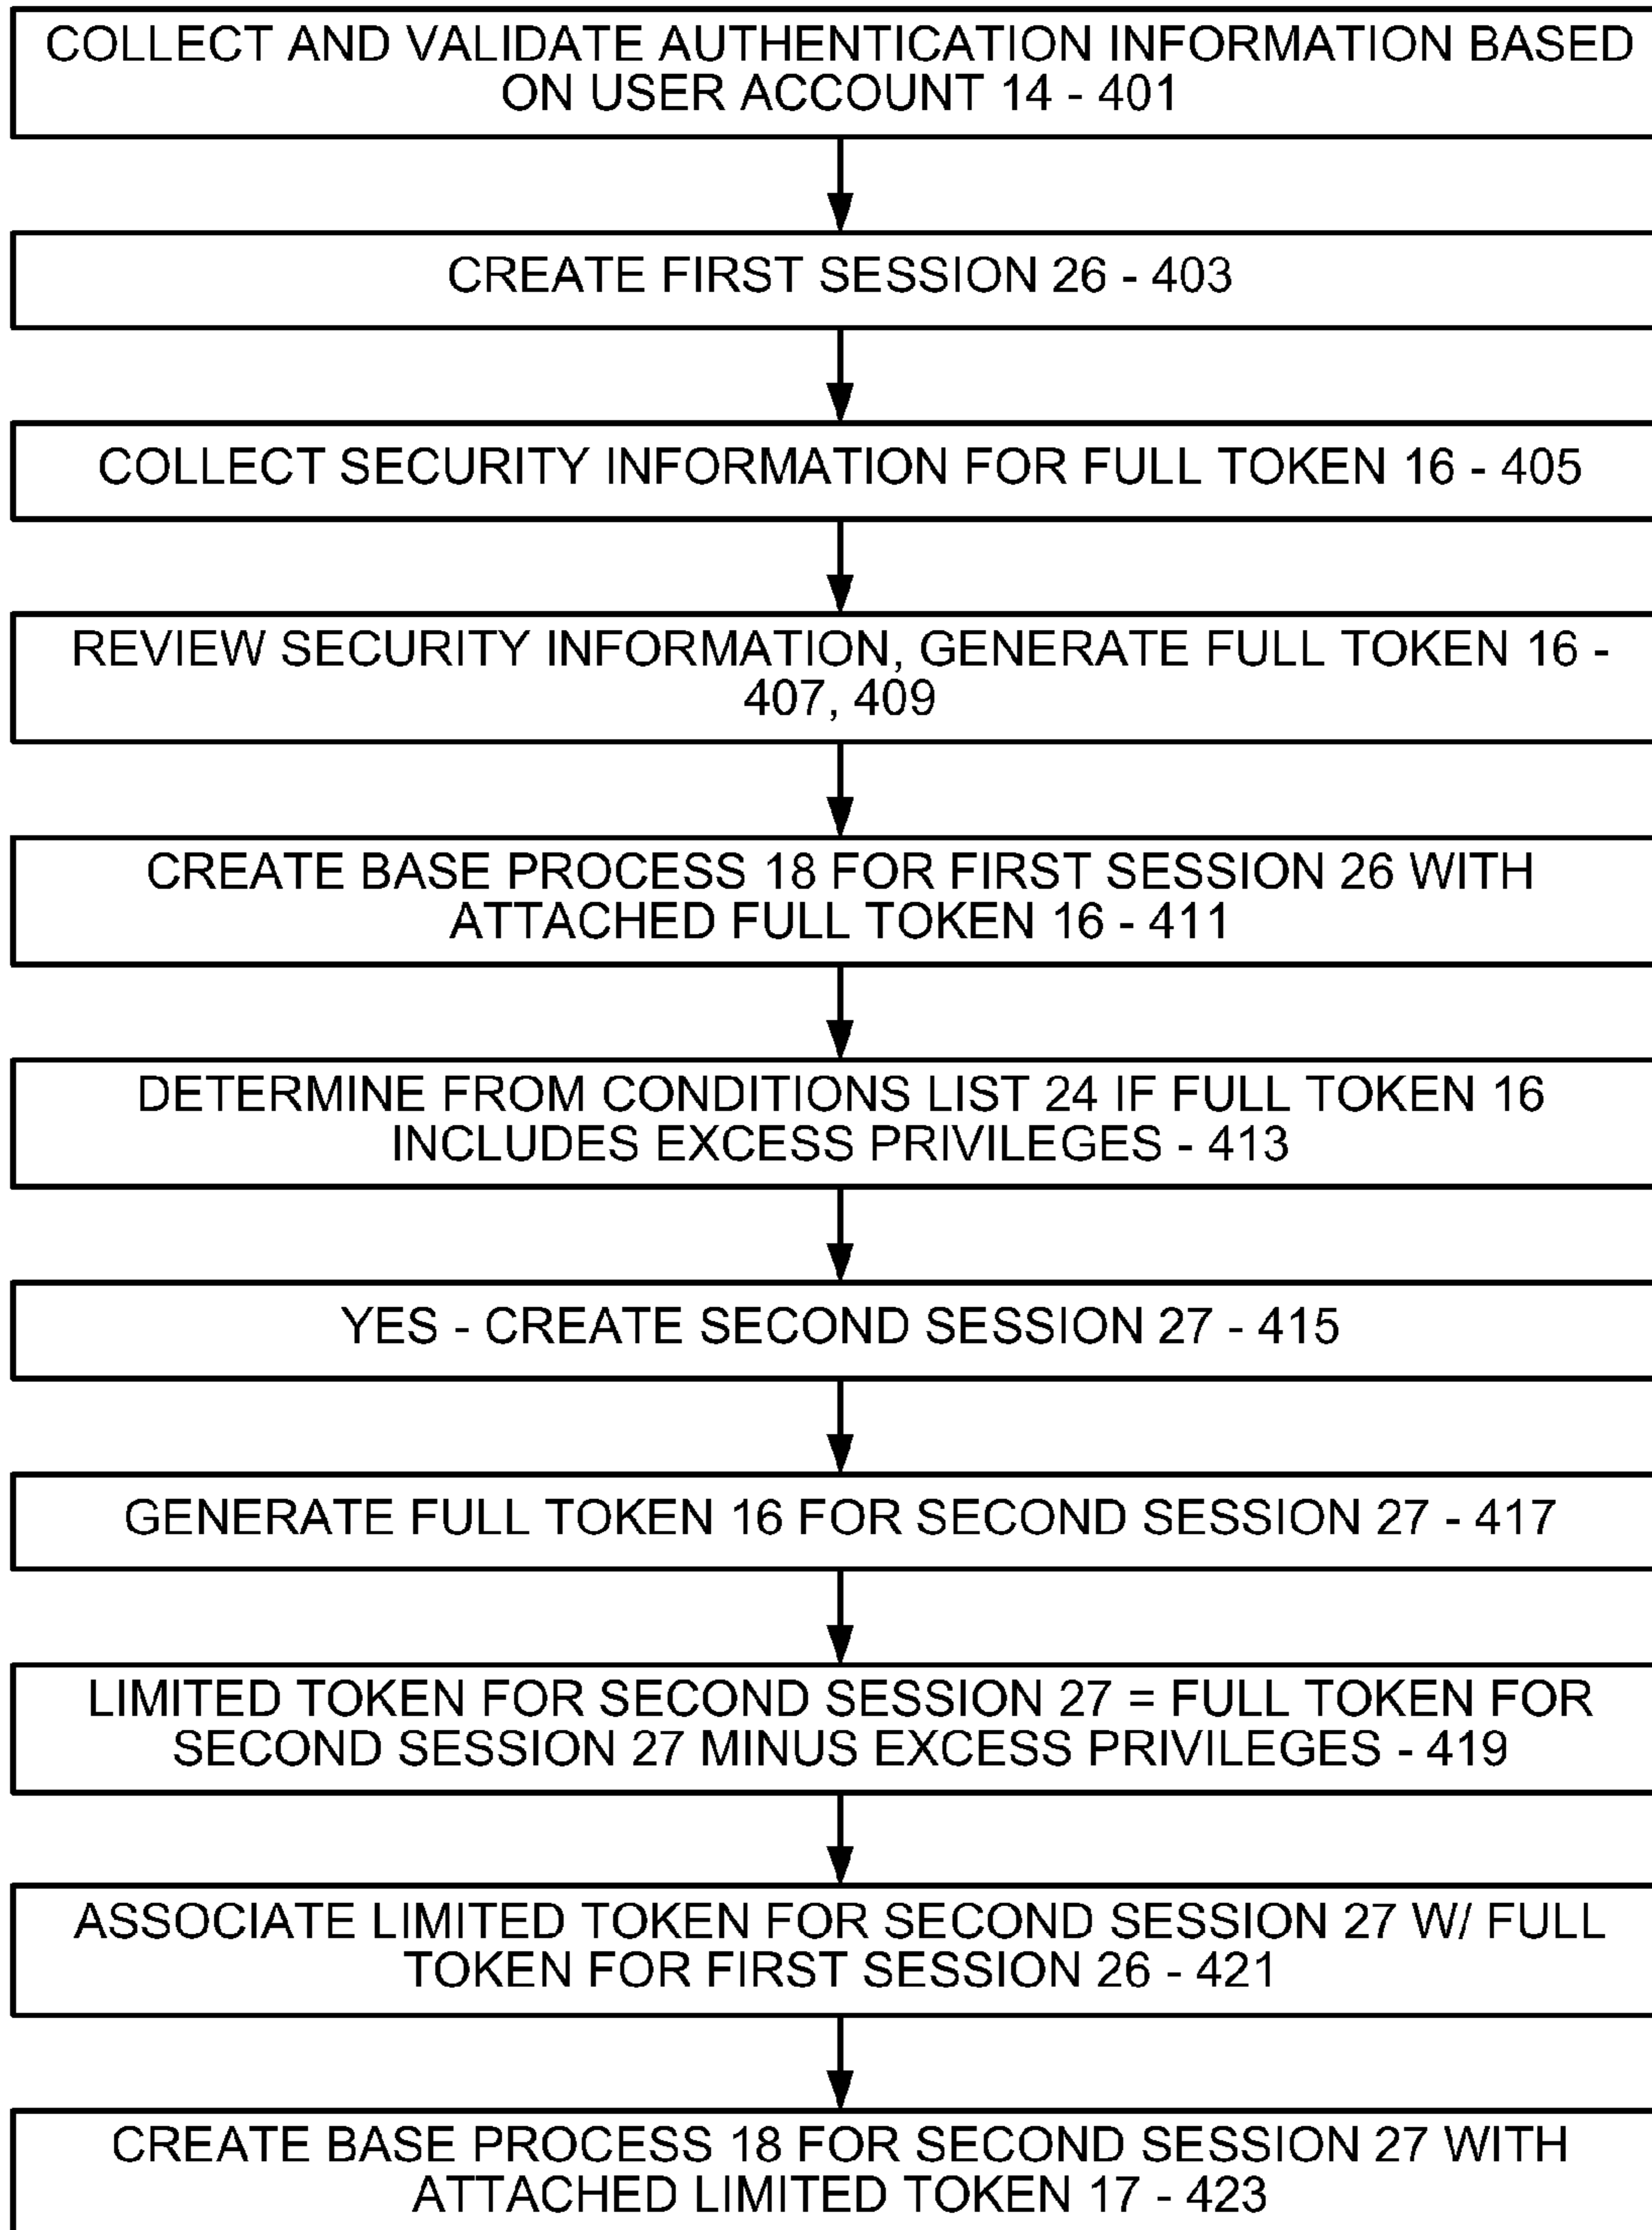 COLLECT AND VALIDATE AUTHENTICATION INFORMATION BASED
ON USER ACCOUNT 14 - 401
CREATE FIRST SESSION 26 - 403
COLLECT SECURITY INFORMATION FOR FULL TOKEN 16 - 405
REVIEW SECURITY INFORMATION, GENERATE FULL TOKEN 16 -
407, 409
CREATE BASE PROCESS 18 FOR FIRST SESSION 26 WITH
ATTACHED FULL TOKEN 16 - 411
DETERMINE FROM CONDITIONS LIST 24 IF FULL TOKEN 16
INCLUDES EXCESS PRIVILEGES - 413
YES - CREATE SECOND SESSION 27 - 415
GENERATE FULL TOKEN 16 FOR SECOND SESSION 27 - 417
LIMITED TOKEN FOR SECOND SESSION 27 = FULL TOKEN FOR
SECOND SESSION 27 MINUS EXCESS PRIVILEGES - 419
ASSOCIATE LIMITED TOKEN FOR SECOND SESSION 27 W/ FULL
TOKEN FOR FIRST SESSION 26 - 421
CREATE BASE PROCESS 18 FOR SECOND SESSION 27 WITH
ATTACHED LIMITED TOKEN 17 - 423